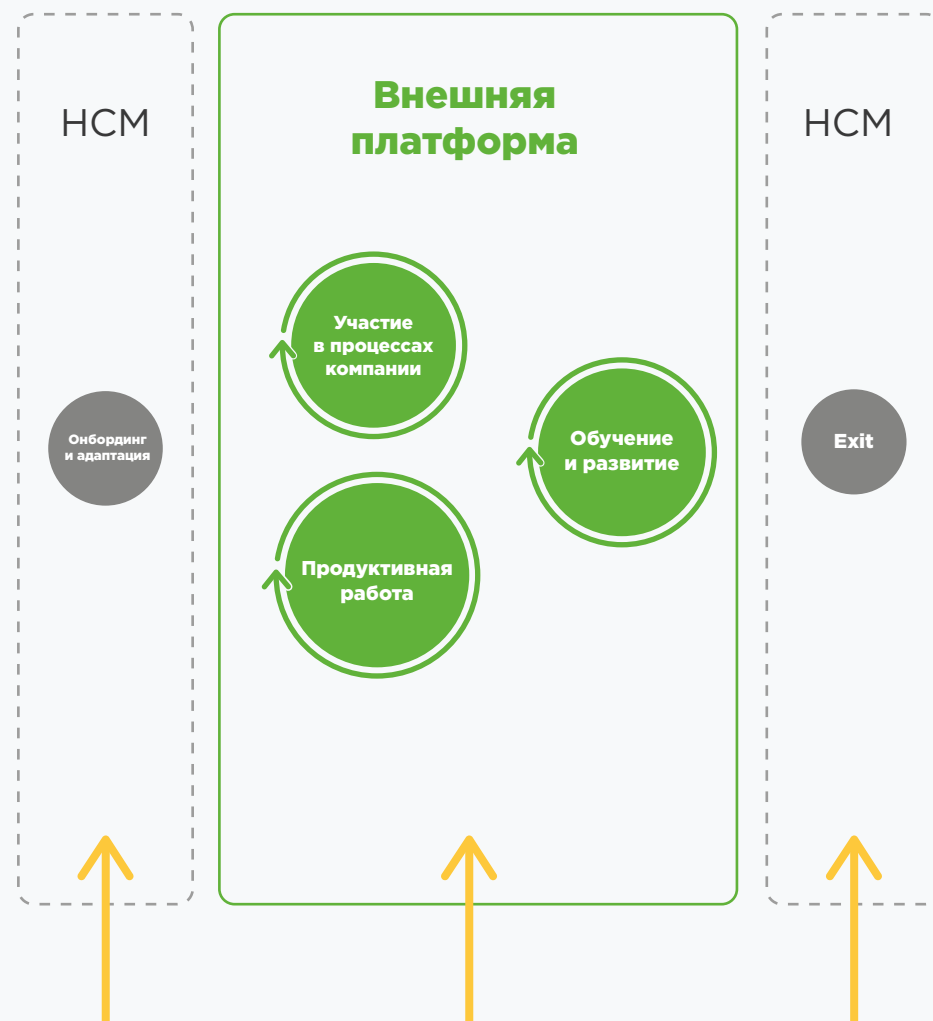 HCM
Внешняя
платформа
HCM
Участие
в процессах
компании
Онбординг
и адаптация
Обучение
и развитие
Exit
Продуктивная
работа